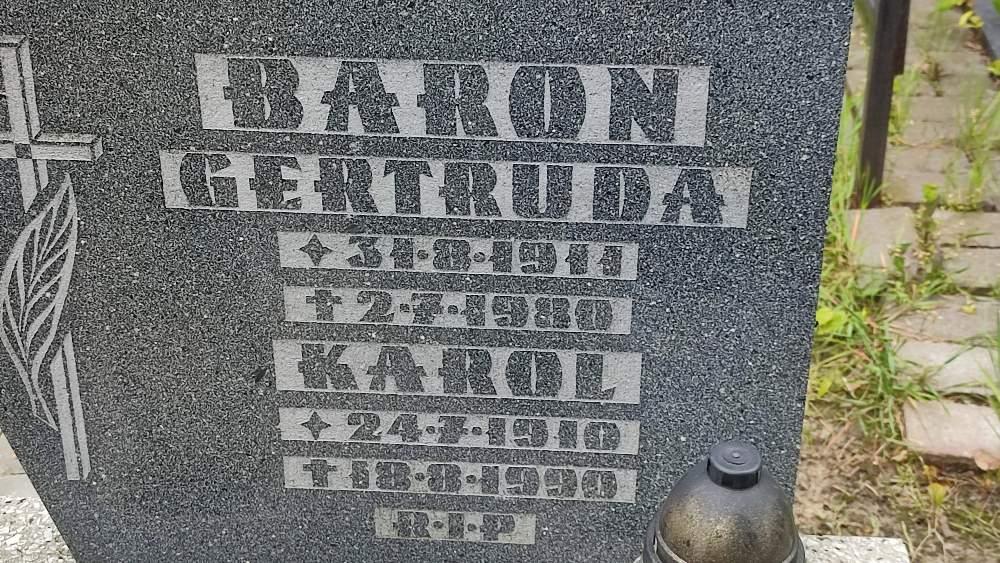 BARON
GERTRUDA
✦ 31·8·1911
✝ 2·7·1980
KAROL
✦ 24·7·1910
✝ 18·8·1990
R·I·P